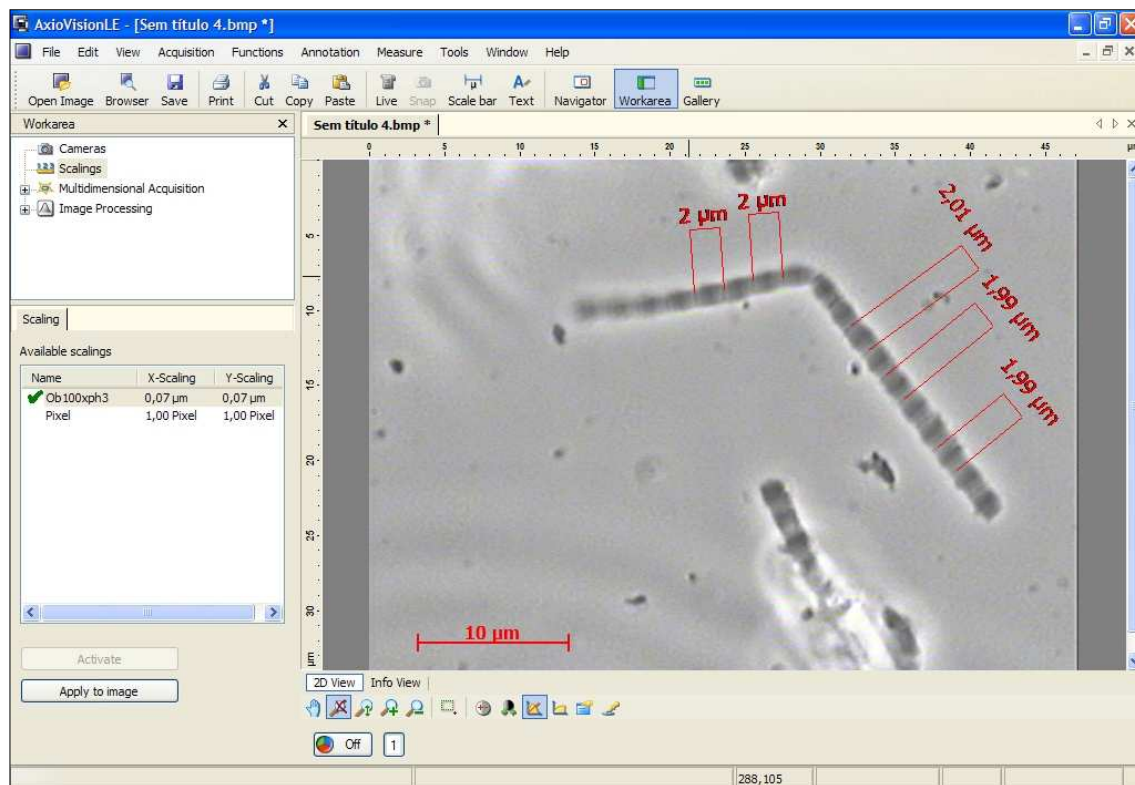 AxioVisionLE - [Sem título 4.bmp *]
File Edit View Acquisition Functions Annotation Measure Tools Window Help
Open Image Browser Save Print Cut Copy Paste Live Snap Scale bar Text Navigator Workarea Gallery
Workarea
Sem título 4.bmp *
Cameras
Scalings
Multidimensional Acquisition
Image Processing
0 5 10 15 20 25 30 35 40 45 µm
5
10
15
20
25
30
µm
2 µm
2 µm
2,01 µm
1,99 µm
1,99 µm
10 µm
Scaling
Available scalings
Name X-Scaling Y-Scaling
Ob100xph3 0,07 µm 0,07 µm
Pixel 1,00 Pixel 1,00 Pixel
Activate
Apply to image
2D View Info View
Off 1
288,105